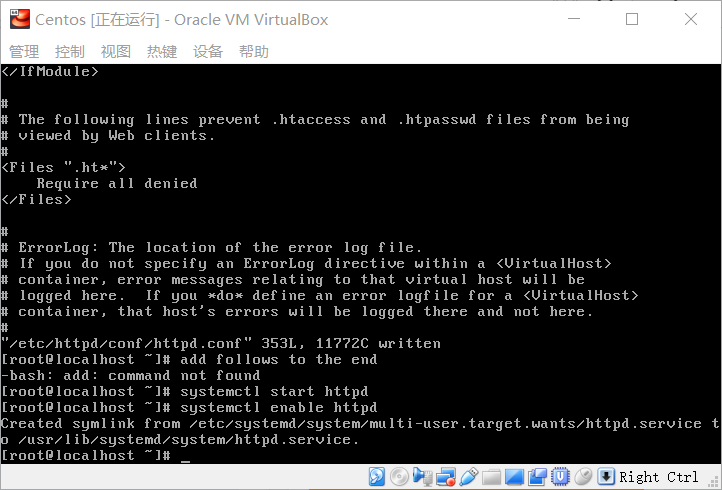 Centos [正在运行] - Oracle VM VirtualBox
管理 控制 视图 热键 设备 帮助
</IfModule>
#
# The following lines prevent .htaccess and .htpasswd files from being
# viewed by Web clients.
#
<Files ".ht*">
    Require all denied
</Files>
#
# ErrorLog: The location of the error log file.
# If you do not specify an ErrorLog directive within a <VirtualHost>
# container, error messages relating to that virtual host will be
# logged here.  If you *do* define an error logfile for a <VirtualHost>
# container, that host's errors will be logged there and not here.
#
"/etc/httpd/conf/httpd.conf" 353L, 11772C written
[root@localhost ~]# add follows to the end
-bash: add: command not found
[root@localhost ~]# systemctl start httpd
[root@localhost ~]# systemctl enable httpd
Created symlink from /etc/systemd/system/multi-user.target.wants/httpd.service t
o /usr/lib/systemd/system/httpd.service.
[root@localhost ~]# _
Right Ctrl